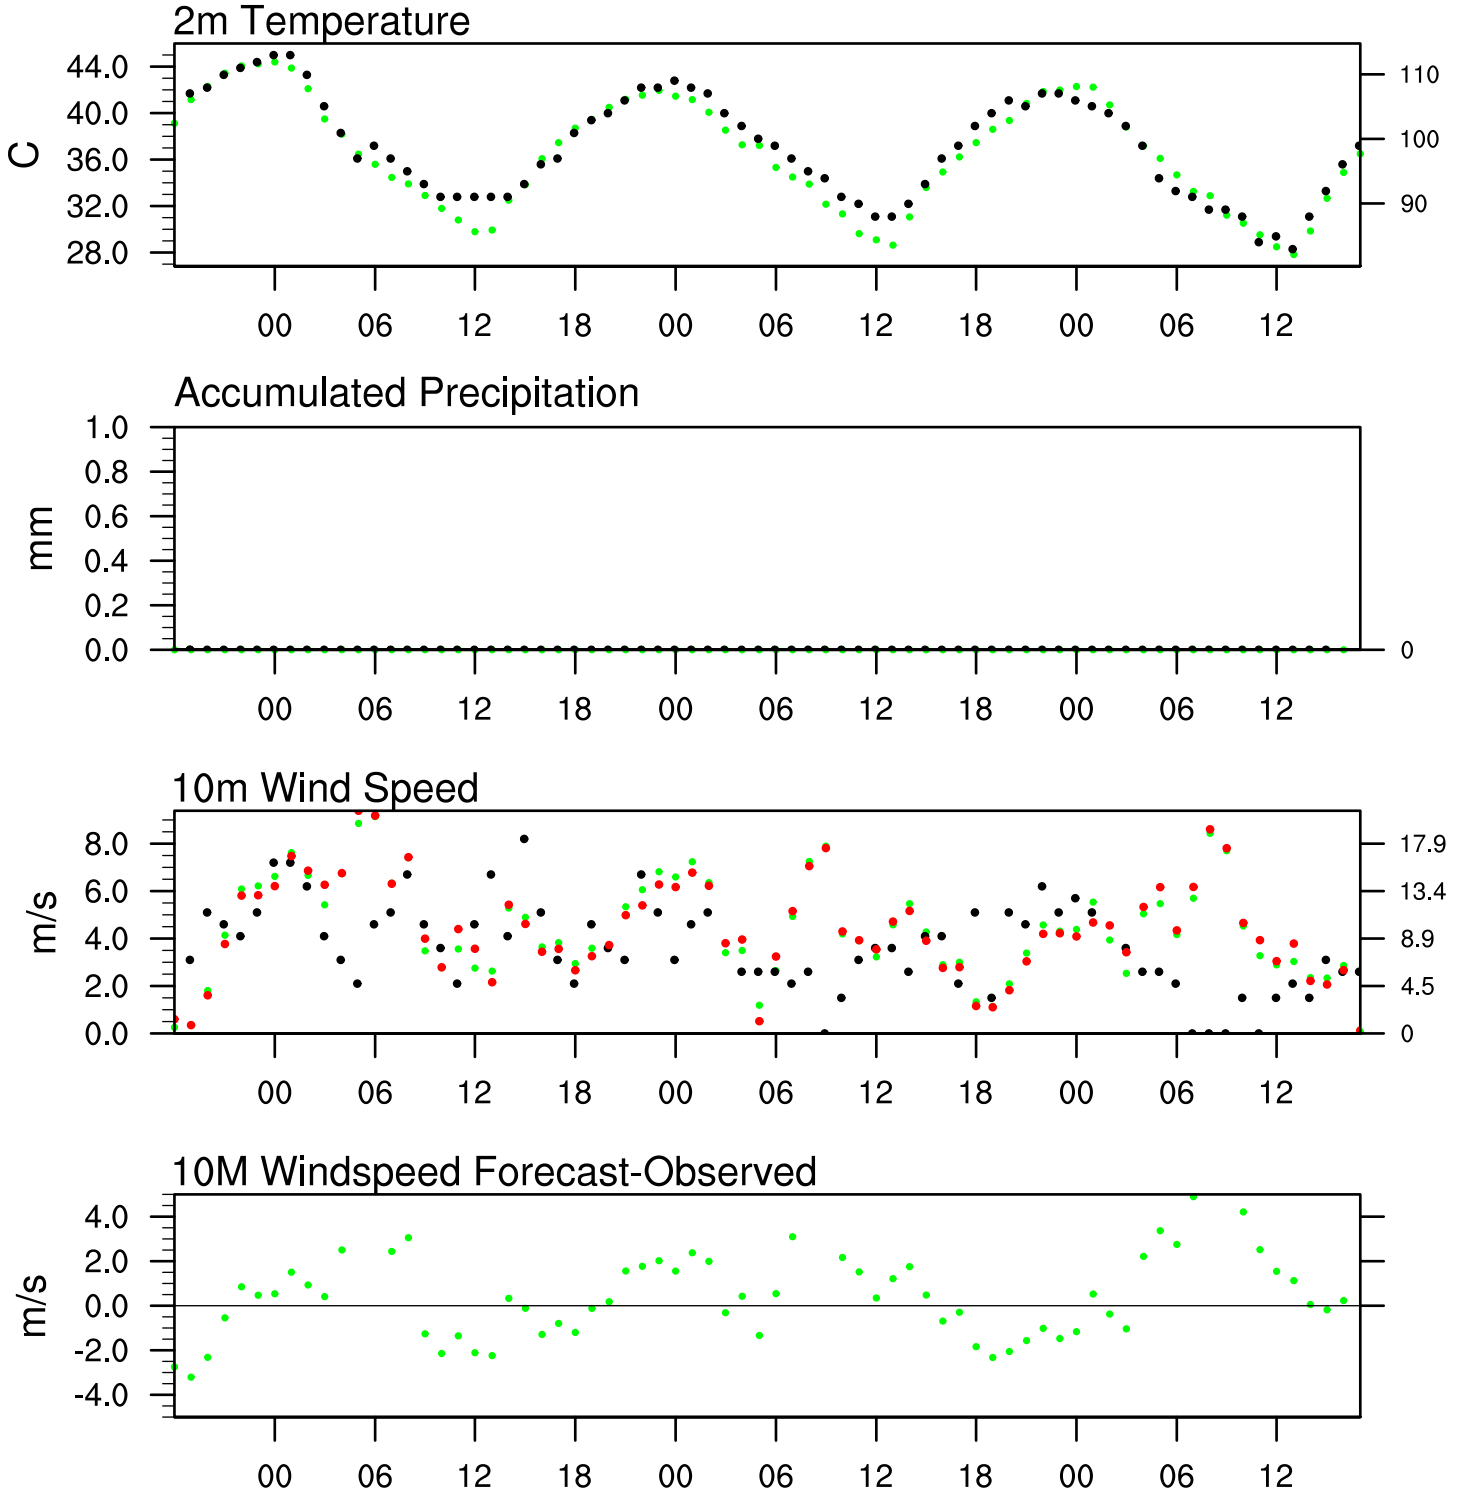 2m Temperature
44.0
40.0
36.0
32.0
28.0
C
110
100
90
00 06 12 18 00 06 12 18 00 06 12
Accumulated Precipitation
1.0
0.8
0.6
0.4
0.2
0.0
mm
0
00 06 12 18 00 06 12 18 00 06 12
10m Wind Speed
8.0
6.0
4.0
2.0
0.0
m/s
17.9
13.4
8.9
4.5
0
00 06 12 18 00 06 12 18 00 06 12
10M Windspeed Forecast-Observed
4.0
2.0
0.0
-2.0
-4.0
m/s
00 06 12 18 00 06 12 18 00 06 12